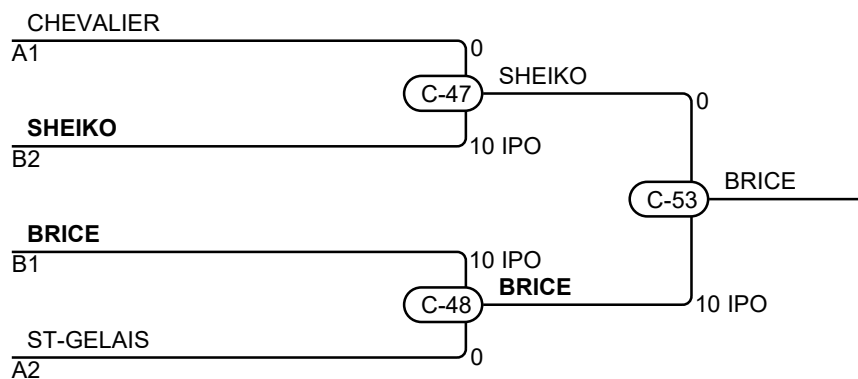 CHEVALIER
A1
0
C-47
SHEIKO
0
SHEIKO
B2
10 IPO
C-53
BRICE
BRICE
B1
10 IPO
C-48
BRICE
10 IPO
ST-GELAIS
A2
0